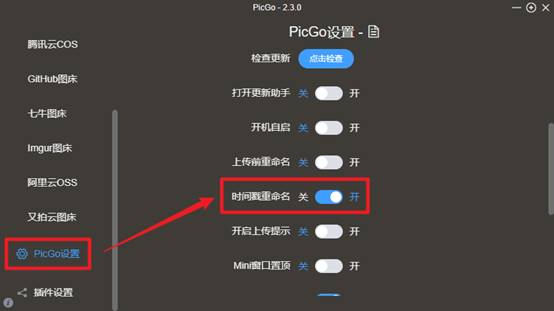 PicGo - 2.3.0
腾讯云COS
GitHub图床
七牛图床
Imgur图床
阿里云OSS
又拍云图床
PicGo设置
插件设置
PicGo设置 -
检查更新 点击检查
打开更新助手 关 开
开机自启 关 开
上传前重命名 关 开
时间戳重命名 关 开
开启上传提示 关 开
Mini窗口置顶 关 开